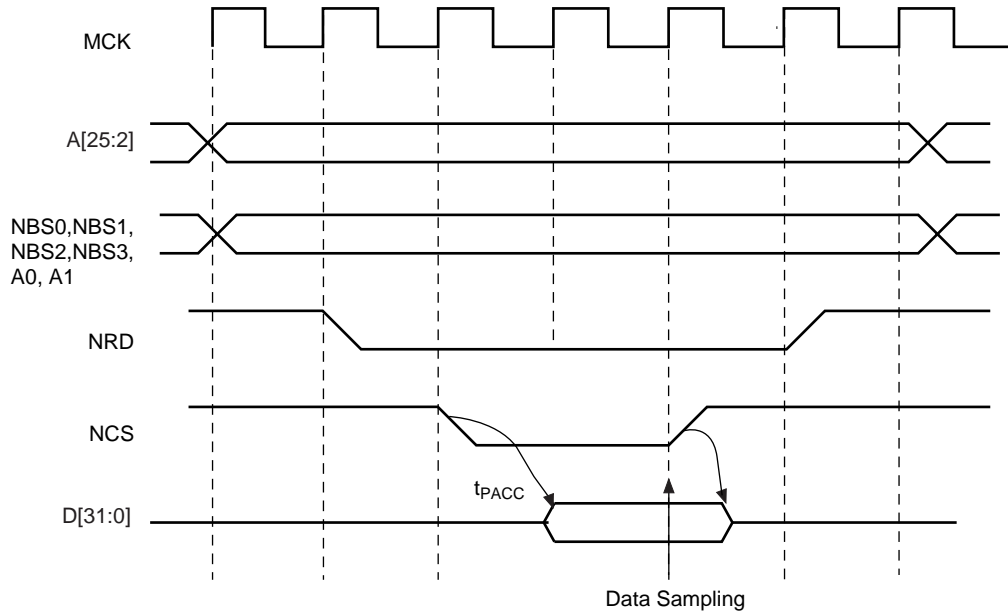 MCK
A[25:2]
NBS0,NBS1,
NBS2,NBS3,
A0, A1
NRD
NCS
tPACC
D[31:0]
Data Sampling